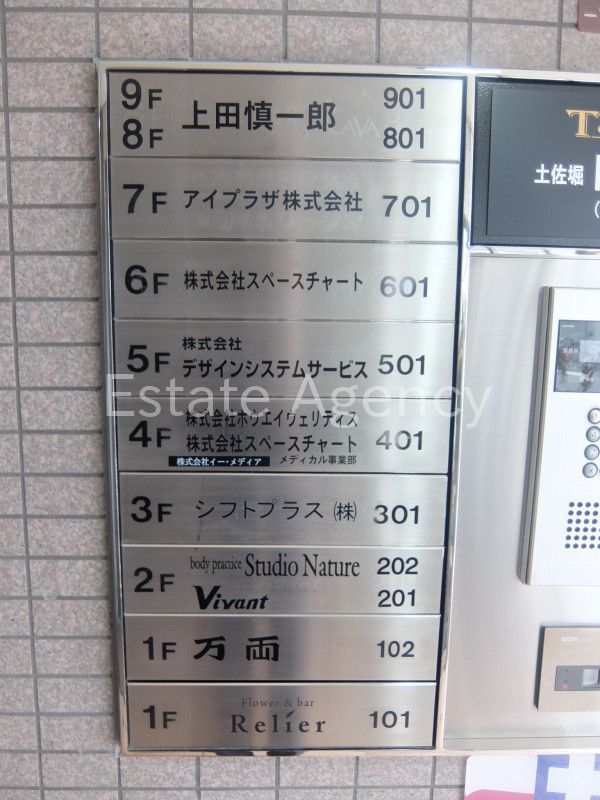 9F 901
上田慎一郎
8F 801
7F アイプラザ株式会社 701
6F 株式会社スペースチャート 601
株式会社
5F デザインシステムサービス 501
Estate Agency
株式会社ホウエイヴェリティス
4F 株式会社スペースチャート 401
株式会社イー・メディア メディカル事業部
3F シフトプラス(株) 301
body practice Studio Nature 202
2F
Vivant 201
1F 万両 102
Flower & bar
1F Relier 101
土佐堀